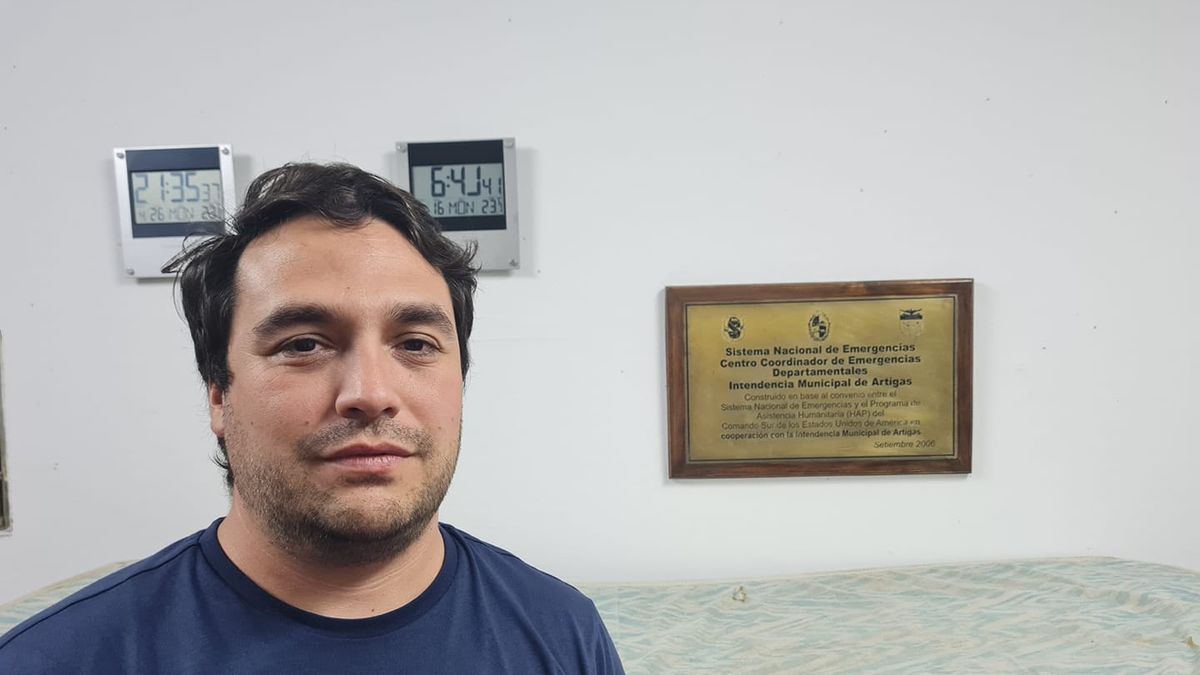 21:35 37
4 26 MON 23
6:41 41
16 MON 23
Sistema Nacional de Emergencias
Centro Coordinador de Emergencias
Departamentales
Intendencia Municipal de Artigas
Construido en base al convenio entre el
Sistema Nacional de Emergencias y el Programa de
Asistencia Humanitaria (HAP) del
Comando Sur de los Estados Unidos de América en
cooperación con la Intendencia Municipal de Artigas
Setiembre 2006